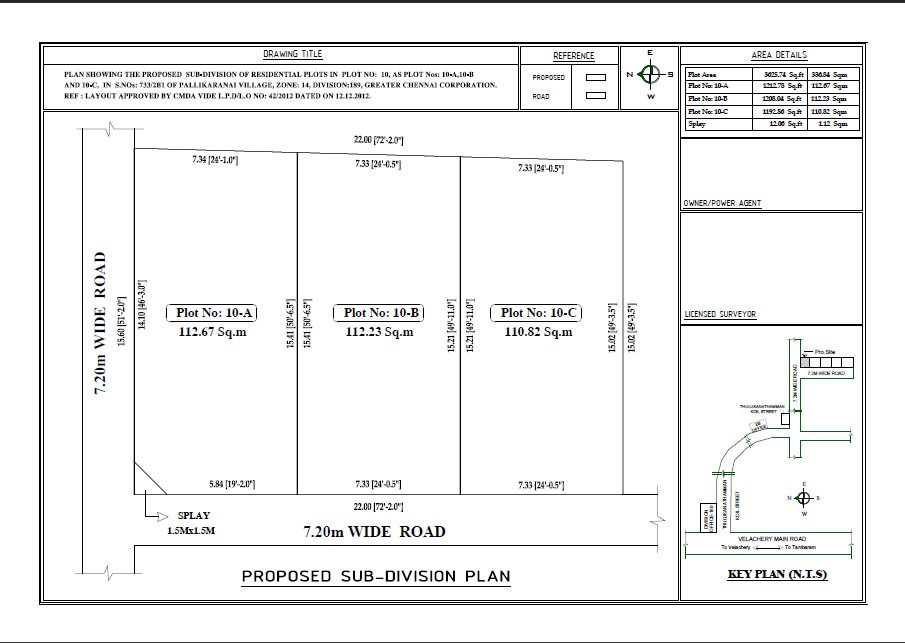 DRAWING TITLE
PLAN SHOWING THE PROPOSED SUB-DIVISION OF RESIDENTIAL PLOTS IN PLOT NO: 10, AS PLOT Nos: 10-A,10-B
AND 10-C, IN S.NOs: 733/2B1 OF PALLIKARANAI VILLAGE, ZONE: 14, DIVISION:189, GREATER CHENNAI CORPORATION.
REF : LAYOUT APPROVED BY CMDA VIDE L.P.D/L.O NO: 42/2012 DATED ON 12.12.2012.
REFERENCE
PROPOSED
ROAD
E
N S
W
AREA DETAILS
Plot Area 3625.74 Sq.ft 336.84 Sqm
Plot No: 10-A 1212.78 Sq.ft 112.67 Sqm
Plot No: 10-B 1208.04 Sq.ft 112.23 Sqm
Plot No: 10-C 1192.86 Sq.ft 110.82 Sqm
Splay 12.06 Sq.ft 1.12 Sqm
OWNER/POWER AGENT
LICENSED SURVEYOR
22.00 [72'-2.0"]
7.34 [24'-1.0"]
7.33 [24'-0.5"]
7.33 [24'-0.5"]
7.20m WIDE ROAD
15.60 [51'-2.0"]
14.10 [46'-3.0"]
Plot No: 10-A
112.67 Sq.m
15.41 [50'-6.5"]
15.41 [50'-6.5"]
Plot No: 10-B
112.23 Sq.m
15.21 [49'-11.0"]
15.21 [49'-11.0"]
Plot No: 10-C
110.82 Sq.m
15.02 [49'-3.5"]
15.02 [49'-3.5"]
5.84 [19'-2.0"]
7.33 [24'-0.5"]
7.33 [24'-0.5"]
22.00 [72'-2.0"]
SPLAY
1.5Mx1.5M
7.20m WIDE ROAD
PROPOSED SUB-DIVISION PLAN
Pro.Site
7.2M WIDE ROAD
7.2M WIDE ROAD
THULUKANATHAMMAN
KOIL STREET
EB
OFFICE
THULUKANATHAMMAN
KOIL STREET
DIVISION
OFFICE-189
E
N S
W
VELACHERY MAIN ROAD
To Velachery To Tambaram
KEY PLAN (N.T.S)